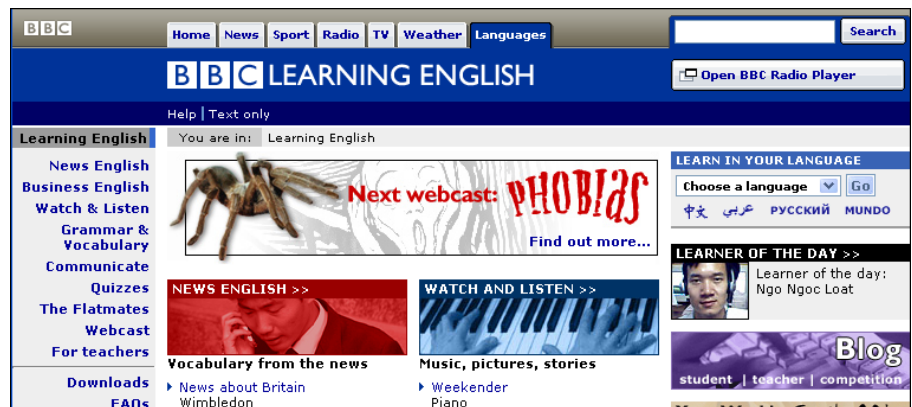 BBC
Home News Sport Radio TV Weather Languages
Search
BBC LEARNING ENGLISH
Open BBC Radio Player
Help | Text only
Learning English
News English
Business English
Watch & Listen
Grammar &
Vocabulary
Communicate
Quizzes
The Flatmates
Webcast
For teachers
Downloads
FAQs
You are in: Learning English
Next webcast: PHOBIAS
Find out more...
NEWS ENGLISH >>
Vocabulary from the news
News about Britain
Wimbledon
WATCH AND LISTEN >>
Music, pictures, stories
Weekender
Piano
LEARN IN YOUR LANGUAGE
Choose a language Go
中文 عربي РУССКИЙ MUNDO
LEARNER OF THE DAY >>
Learner of the day:
Ngo Ngoc Loat
Blog
student | teacher | competition